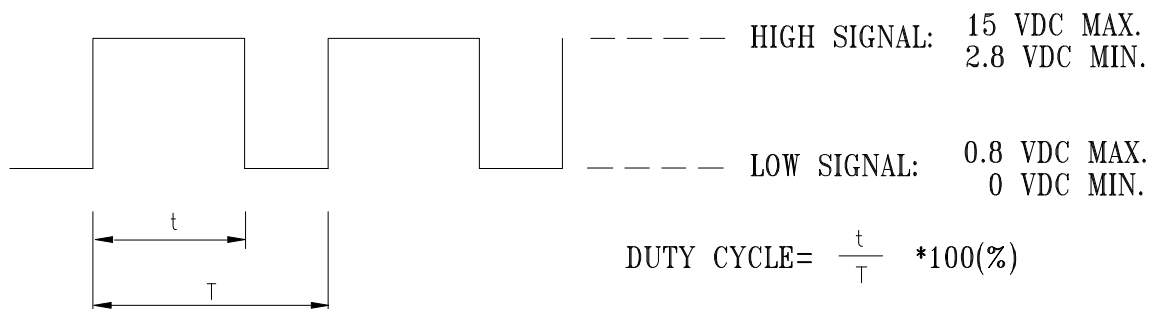 HIGH SIGNAL: 15 VDC MAX.
2.8 VDC MIN.
LOW SIGNAL: 0.8 VDC MAX.
0 VDC MIN.
t
T
DUTY CYCLE= t/T *100(%)